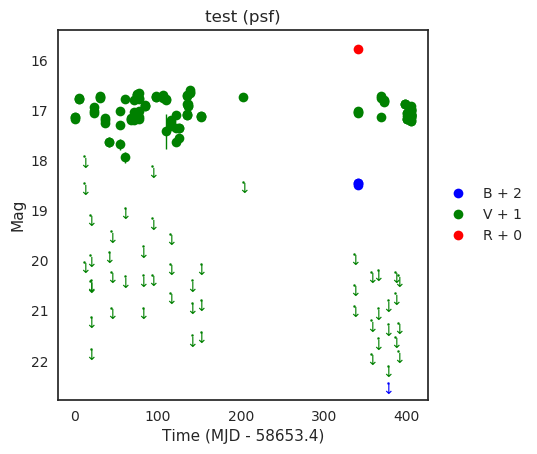 test (psf)
Mag
16
17
18
19
20
21
22
0
100
200
300
400
Time (MJD - 58653.4)
B + 2
V + 1
R + 0